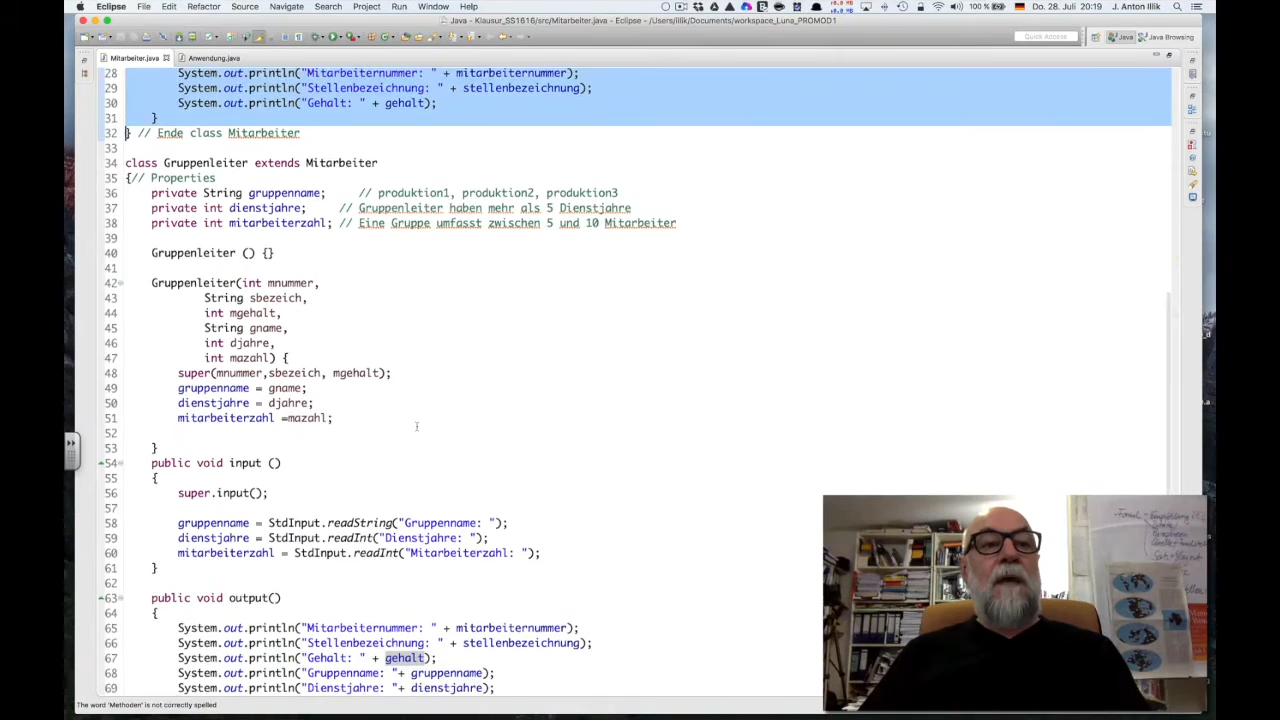 Eclipse File Edit Refactor Source Navigate Search Project Run Window Help 100 % Do. 28. Juli 20:19 J. Anton Illik
Java - Klausur_SS1616/src/Mitarbeiter.java - Eclipse - /Users/illik/Documents/workspace_Luna_PROMOD1
Quick Access Java Java Browsing
Mitarbeiter.java Anwendung.java
28 System.out.println("Mitarbeiternummer: " + mitarbeiternummer);
29 System.out.println("Stellenbezeichnung: " + stellenbezeichnung);
30 System.out.println("Gehalt: " + gehalt);
31 }
32 } // Ende class Mitarbeiter
33
34 class Gruppenleiter extends Mitarbeiter
35 {// Properties
36 private String gruppenname; // produktion1, produktion2, produktion3
37 private int dienstjahre; // Gruppenleiter haben mehr als 5 Dienstjahre
38 private int mitarbeiterzahl; // Eine Gruppe umfasst zwischen 5 und 10 Mitarbeiter
39
40 Gruppenleiter () {}
41
42 Gruppenleiter(int mnummer,
43 String sbezeich,
44 int mgehalt,
45 String gname,
46 int djahre,
47 int mazahl) {
48 super(mnummer,sbezeich, mgehalt);
49 gruppenname = gname;
50 dienstjahre = djahre;
51 mitarbeiterzahl =mazahl;
52
53 }
54 public void input ()
55 {
56 super.input();
57
58 gruppenname = StdInput.readString("Gruppenname: ");
59 dienstjahre = StdInput.readInt("Dienstjahre: ");
60 mitarbeiterzahl = StdInput.readInt("Mitarbeiterzahl: ");
61 }
62
63 public void output()
64 {
65 System.out.println("Mitarbeiternummer: " + mitarbeiternummer);
66 System.out.println("Stellenbezeichnung: " + stellenbezeichnung);
67 System.out.println("Gehalt: " + gehalt);
68 System.out.println("Gruppenname: "+ gruppenname);
69 System.out.println("Dienstjahre: "+ dienstjahre);
The word 'Methoden' is not correctly spelled